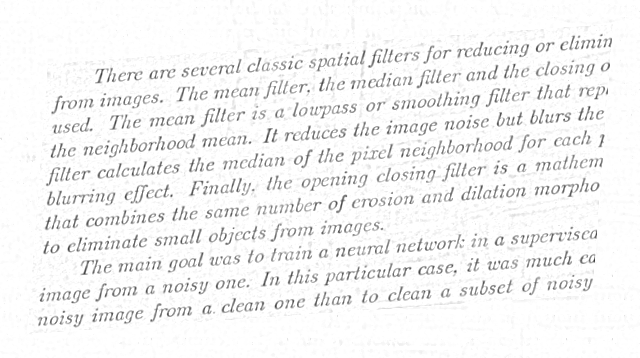 There are several classic spatial filters for reducing or elimin
from images. The mean filter, the median filter and the closing o
used. The mean filter is a lowpass or smoothing filter that repl
the neighborhood mean. It reduces the image noise but blurs the
filter calculates the median of the pixel neighborhood for each p
blurring effect. Finally, the opening closing filter is a mathem
that combines the same number of erosion and dilation morpho
to eliminate small objects from images.
The main goal was to train a neural network in a supervised
image from a noisy one. In this particular case, it was much ea
noisy image from a clean one than to clean a subset of noisy